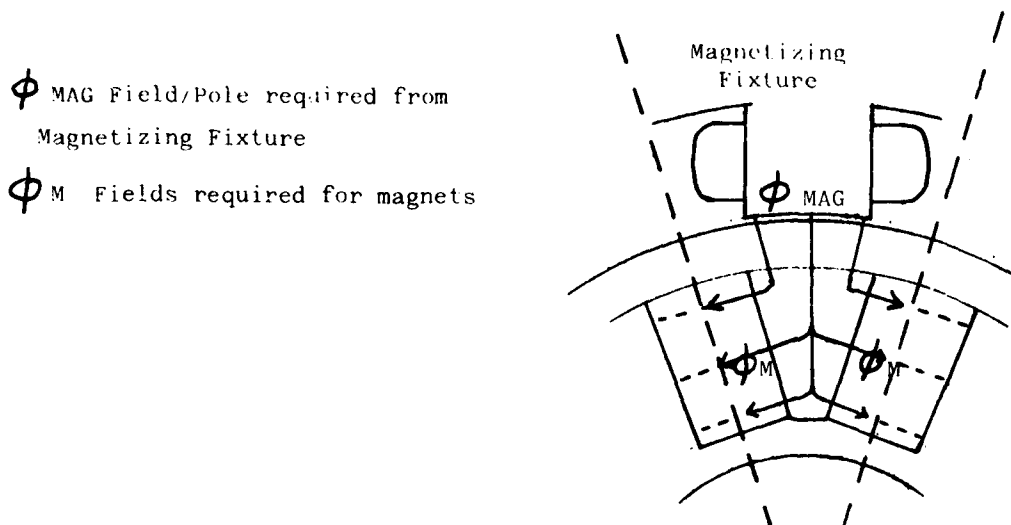 ϕ MAG Field/Pole required from
Magnetizing Fixture
ϕ M Fields required for magnets
Magnetizing
Fixture
ϕ MAG
ϕ M
ϕ M